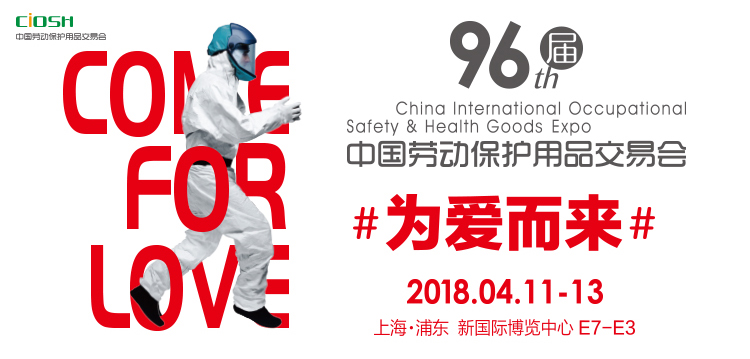 CiOSH
中国劳动保护用品交易会
COME
FOR
LOVE
96th届
China International Occupational
Safety & Health Goods Expo
中国劳动保护用品交易会
#为爱而来#
2018.04.11-13
上海·浦东 新国际博览中心 E7-E3